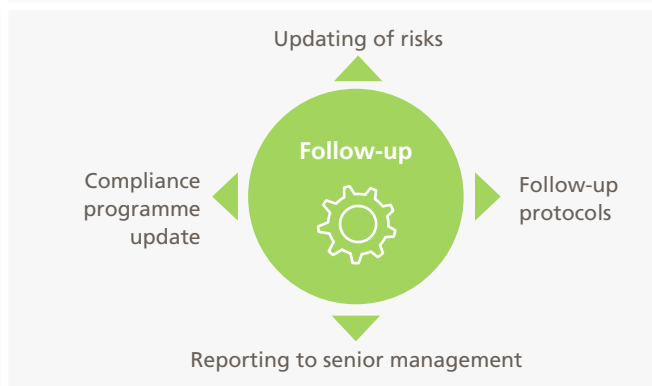 Updating of risks
Follow-up
Compliance
programme
update
Follow-up
protocols
Reporting to senior management